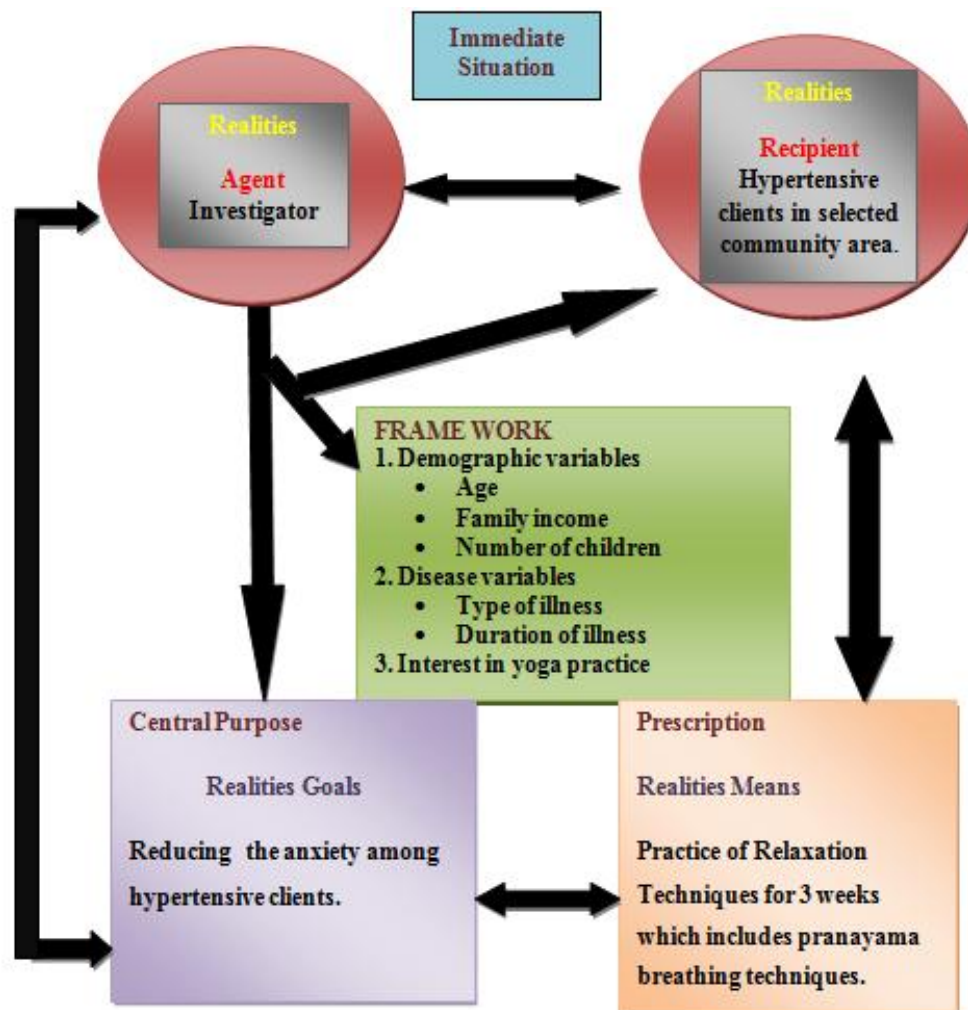 Immediate
Situation
Realities
Agent
Investigator
Realities
Recipient
Hypertensive
clients in selected
community area.
FRAME WORK
1. Demographic variables
• Age
• Family income
• Number of children
2. Disease variables
• Type of illness
• Duration of illness
3. Interest in yoga practice
Central Purpose
Realities Goals
Reducing the anxiety among
hypertensive clients.
Prescription
Realities Means
Practice of Relaxation
Techniques for 3 weeks
which includes pranayama
breathing techniques.